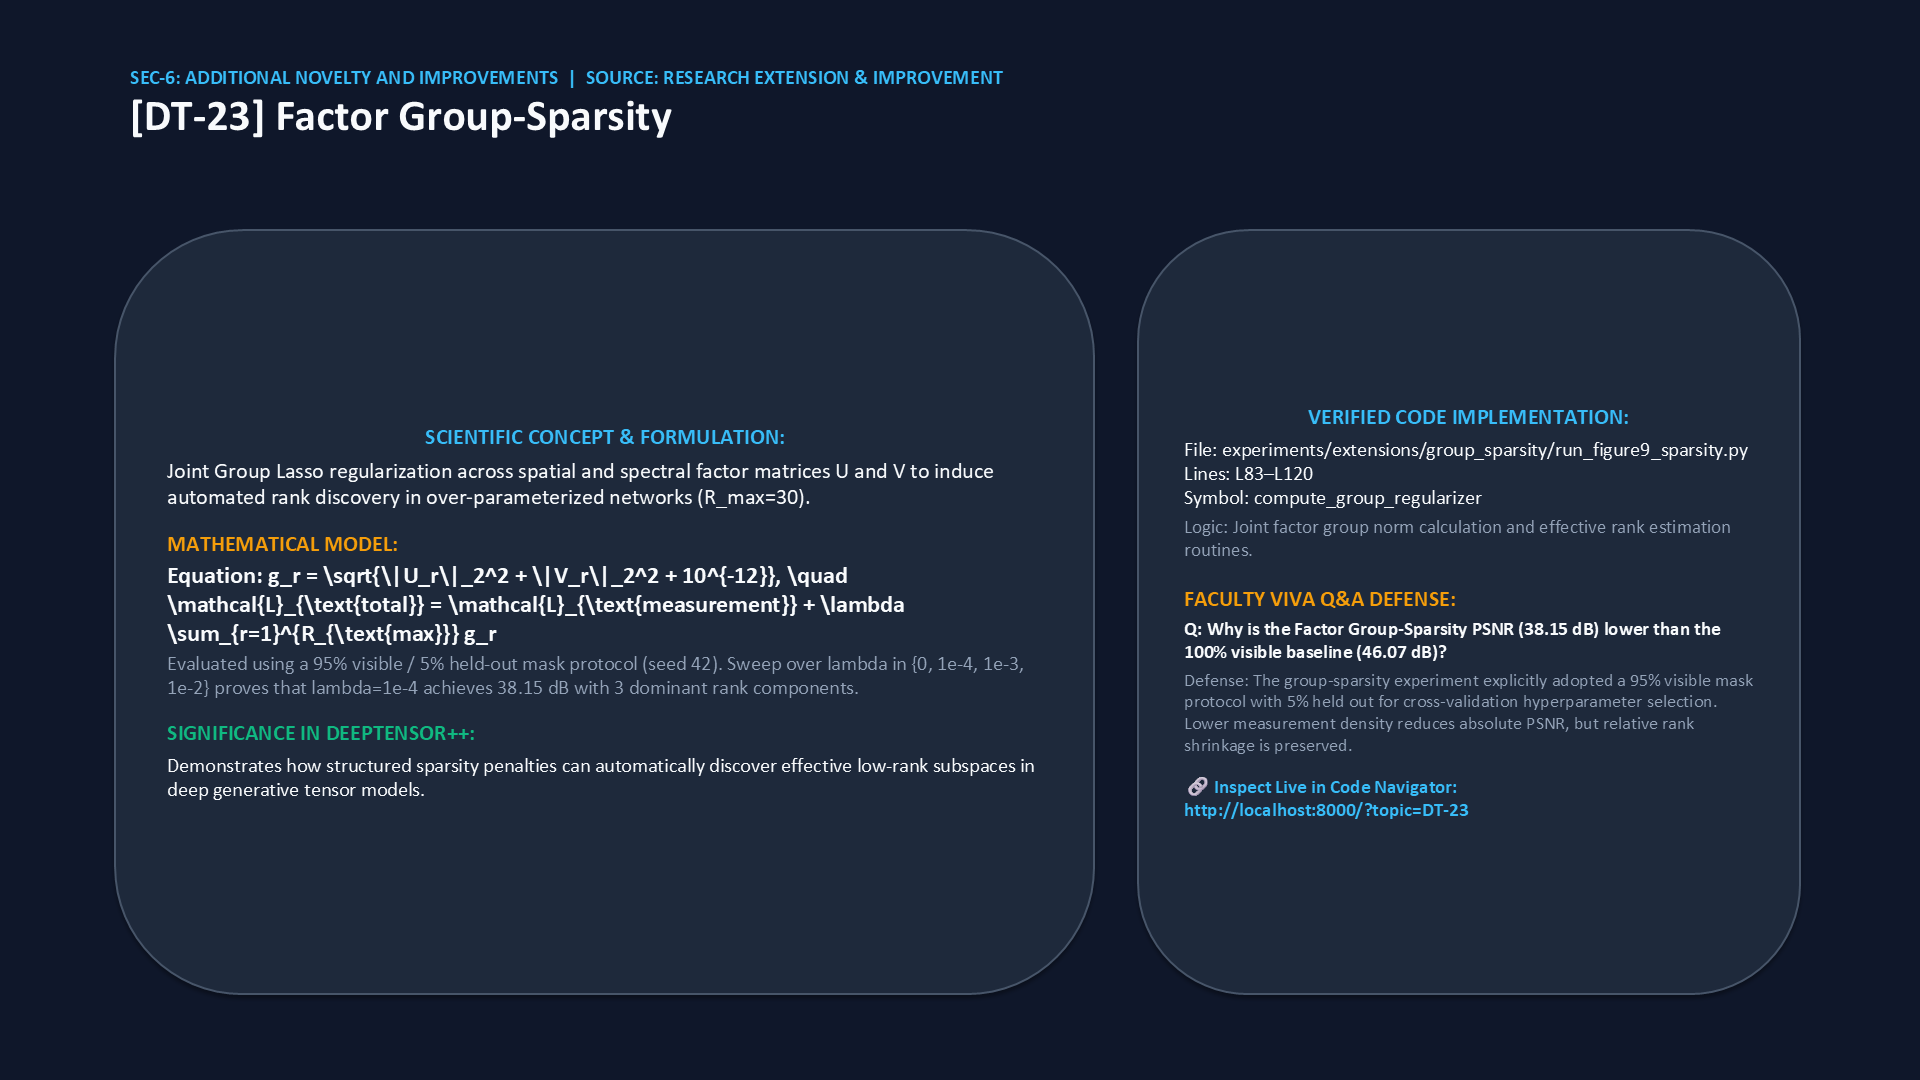 SEC-6: ADDITIONAL NOVELTY AND IMPROVEMENTS | SOURCE: RESEARCH EXTENSION & IMPROVEMENT
[DT-23] Factor Group-Sparsity
SCIENTIFIC CONCEPT & FORMULATION:
Joint Group Lasso regularization across spatial and spectral factor matrices U and V to induce
automated rank discovery in over-parameterized networks (R_max=30).
MATHEMATICAL MODEL:
Equation: g_r = \sqrt{\|U_r\|_2^2 + \|V_r\|_2^2 + 10^{-12}}, \quad
\mathcal{L}_{\text{total}} = \mathcal{L}_{\text{measurement}} + \lambda
\sum_{r=1}^{R_{\text{max}}} g_r
Evaluated using a 95% visible / 5% held-out mask protocol (seed 42). Sweep over lambda in {0, 1e-4, 1e-3,
1e-2} proves that lambda=1e-4 achieves 38.15 dB with 3 dominant rank components.
SIGNIFICANCE IN DEEPTENSOR++:
Demonstrates how structured sparsity penalties can automatically discover effective low-rank subspaces in
deep generative tensor models.
VERIFIED CODE IMPLEMENTATION:
File: experiments/extensions/group_sparsity/run_figure9_sparsity.py
Lines: L83–L120
Symbol: compute_group_regularizer
Logic: Joint factor group norm calculation and effective rank estimation
routines.
FACULTY VIVA Q&A DEFENSE:
Q: Why is the Factor Group-Sparsity PSNR (38.15 dB) lower than the
100% visible baseline (46.07 dB)?
Defense: The group-sparsity experiment explicitly adopted a 95% visible mask
protocol with 5% held out for cross-validation hyperparameter selection.
Lower measurement density reduces absolute PSNR, but relative rank
shrinkage is preserved.
🔗 Inspect Live in Code Navigator:
http://localhost:8000/?topic=DT-23